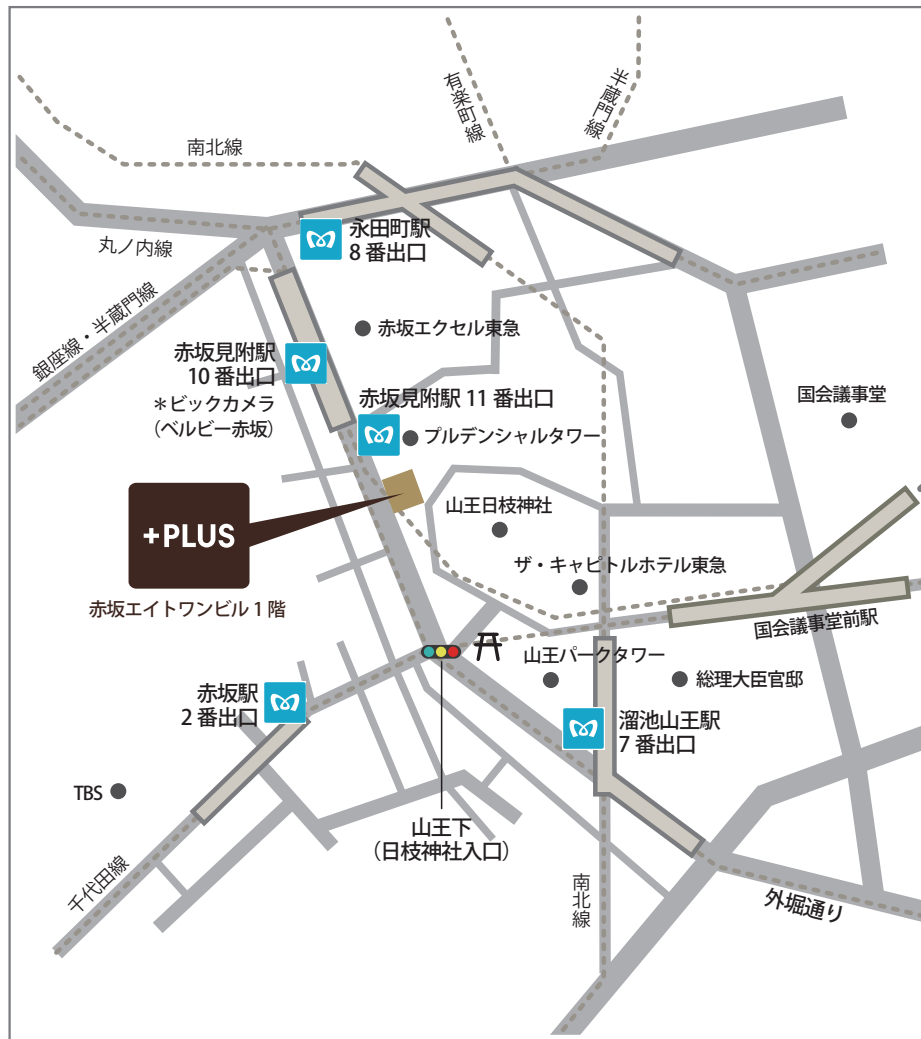 有楽町線
半蔵門線
南北線
永田町駅
8 番出口
丸ノ内線
銀座線・半蔵門線
赤坂エクセル東急
赤坂見附駅
10 番出口
＊ビックカメラ
（ベルビー赤坂）
赤坂見附駅 11 番出口
プルデンシャルタワー
国会議事堂
山王日枝神社
+PLUS
ザ・キャピトルホテル東急
赤坂エイトワンビル 1 階
国会議事堂前駅
山王パークタワー
総理大臣官邸
赤坂駅
2 番出口
溜池山王駅
7 番出口
TBS
山王下
（日枝神社入口）
千代田線
南北線
外堀通り